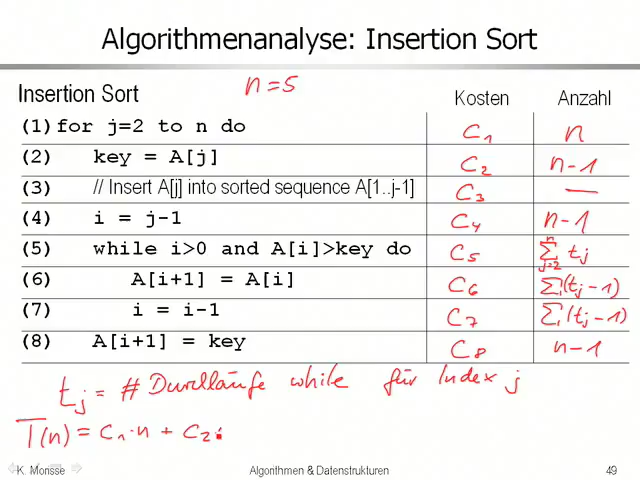 Algorithmenanalyse: Insertion Sort
n = 5
Insertion Sort Kosten Anzahl
(1) for j=2 to n do C₁ n
(2) key = A[j] C₂ n-1
(3) // Insert A[j] into sorted sequence A[1..j-1] C₃ —
(4) i = j-1 C₄ n-1
(5) while i>0 and A[i]>key do C₅ ∑ⁿⱼ₌₂ tⱼ
(6) A[i+1] = A[i] C₆ ∑(tⱼ-1)
(7) i = i-1 C₇ ∑(tⱼ-1)
(8) A[i+1] = key C₈ n-1
tⱼ = # Durchläufe while für Index j
T(n) = C₁·n + C₂·
K. Morisse Algorithmen & Datenstrukturen 49